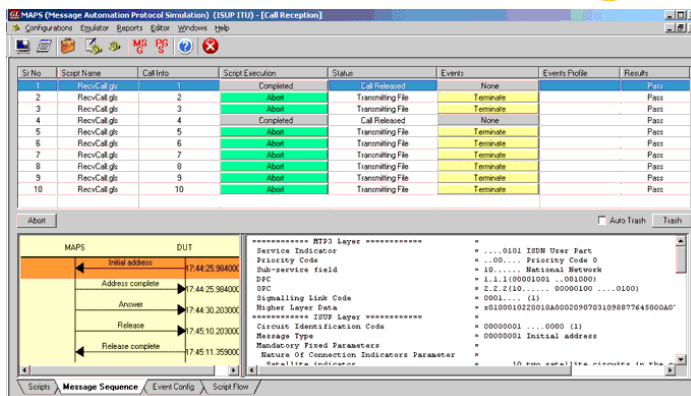 MAPS (Message Automation Protocol Simulation) (ISUP ITU) - [Call Reception]
Configurations Emulator Reports Editor Windows Help
MSG PGS
Sr No Script Name Call Info Script Execution Status Events Events Profile Results
1 RecvCall.gls 1 Completed Call Released None Pass
2 RecvCall.gls 2 Abort Transmitting File Terminate Pass
3 RecvCall.gls 3 Abort Transmitting File Terminate Pass
4 RecvCall.gls 4 Completed Call Released None Pass
5 RecvCall.gls 5 Abort Transmitting File Terminate Pass
6 RecvCall.gls 6 Abort Transmitting File Terminate Pass
7 RecvCall.gls 7 Abort Transmitting File Terminate Pass
8 RecvCall.gls 8 Abort Transmitting File Terminate Pass
9 RecvCall.gls 9 Abort Transmitting File Terminate Pass
10 RecvCall.gls 10 Abort Transmitting File Terminate Pass
Abort Auto Trash Trash
MAPS DUT
Initial address
17:44:25.984000
Address complete
17:44:25.984000
Answer
17:44:30.203000
Release
17:45:10.203000
Release complete
17:45:11.359000
============ MTP3 Layer ============ =
Service Indicator = ....0101 ISDN User Part
Priority Code = ..00.... Priority Code 0
Sub-service field = 10...... National Network
DPC = 1.1.1(00001001 ..001000)
OPC = 2.2.2(10...... 00000100 ....0100)
Signalling Link Code = 0001.... (1)
Higher Layer Data
============ ISUP Layer ============ =
Circuit Identification Code = 00000001 ....0000 (1)
Message Type = 00000001 Initial address
Mandatory Fixed Parameters =
Nature Of Connection Indicators Parameter =
Satellite indicator = ......10 two satellite circuits in the
Scripts Message Sequence Event Config Script Flow